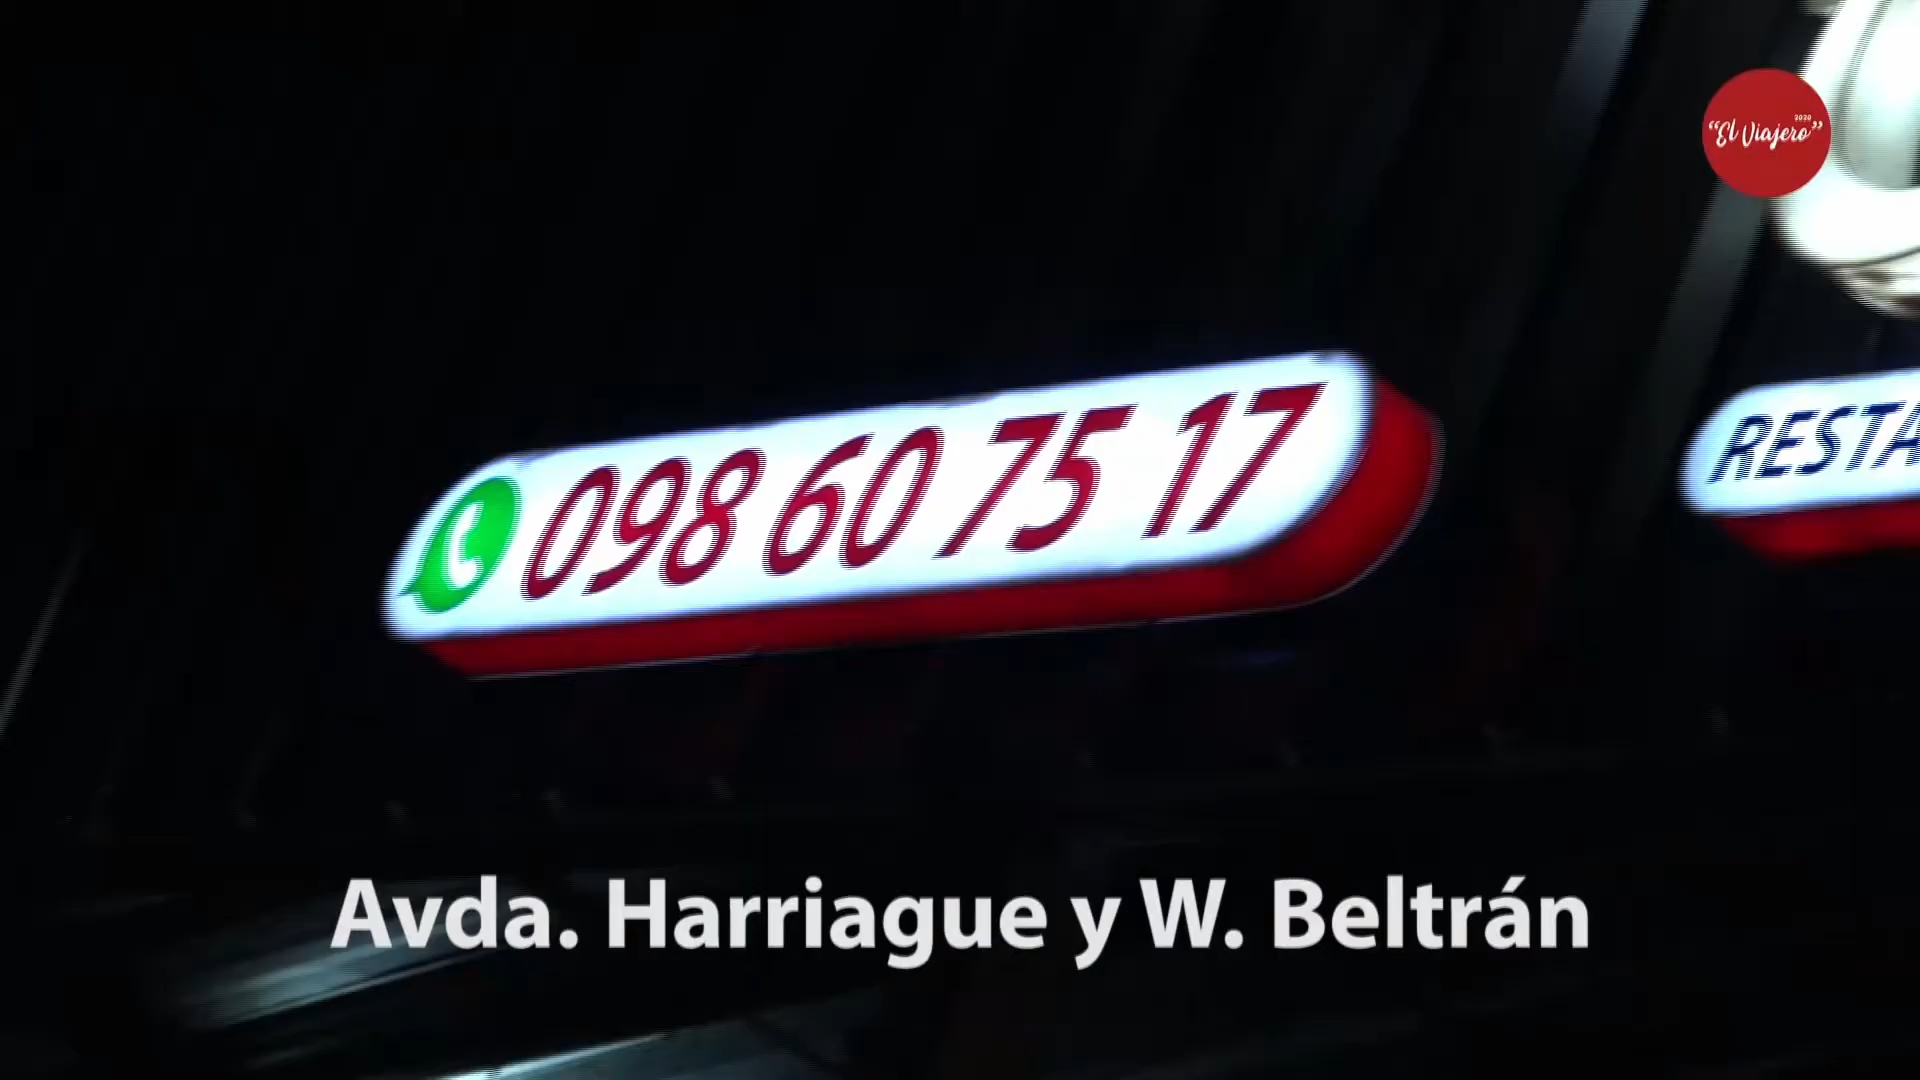 2020
“El Viajero”
098 60 75 17
RESTA
Avda. Harriague y W. Beltrán